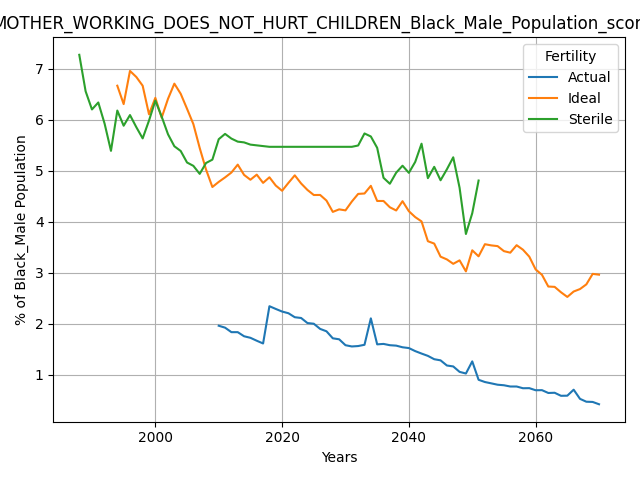 MOTHER_WORKING_DOES_NOT_HURT_CHILDREN_Black_Male_Population_scor
Fertility
Actual
Ideal
Sterile
7
6
5
4
3
2
1
% of Black_Male Population
2000
2020
2040
2060
Years